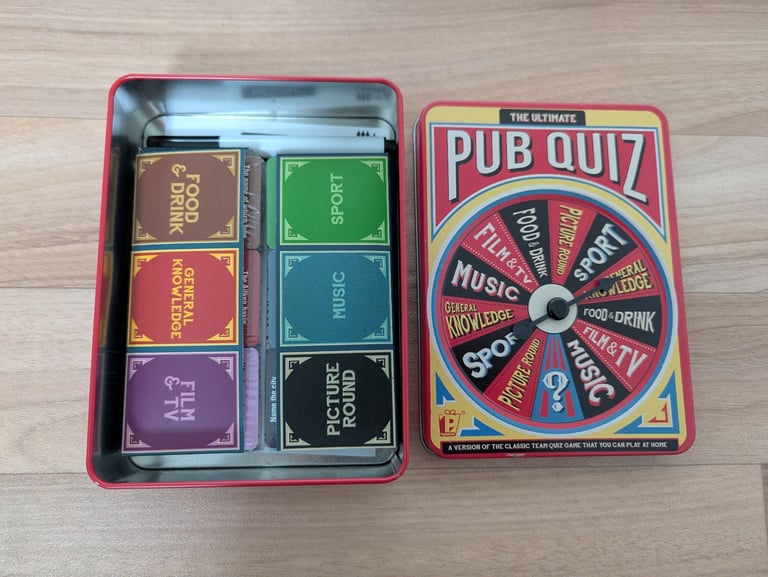 FOOD
& DRINK
GENERAL
KNOWLEDGE
FILM
& TV
SPORT
MUSIC
PICTURE
ROUND
Name the city
THE ULTIMATE
PUB QUIZ
PICTURE ROUND
SPORT
GENERAL
KNOWLEDGE
FOOD & DRINK
FILM & TV
MUSIC
?
PICTURE ROUND
SPOR
GENERAL
KNOWLEDGE
MUSIC
FILM & TV
FOOD & DRINK
A VERSION OF THE CLASSIC TEAM QUIZ GAME THAT YOU CAN PLAY AT HOME